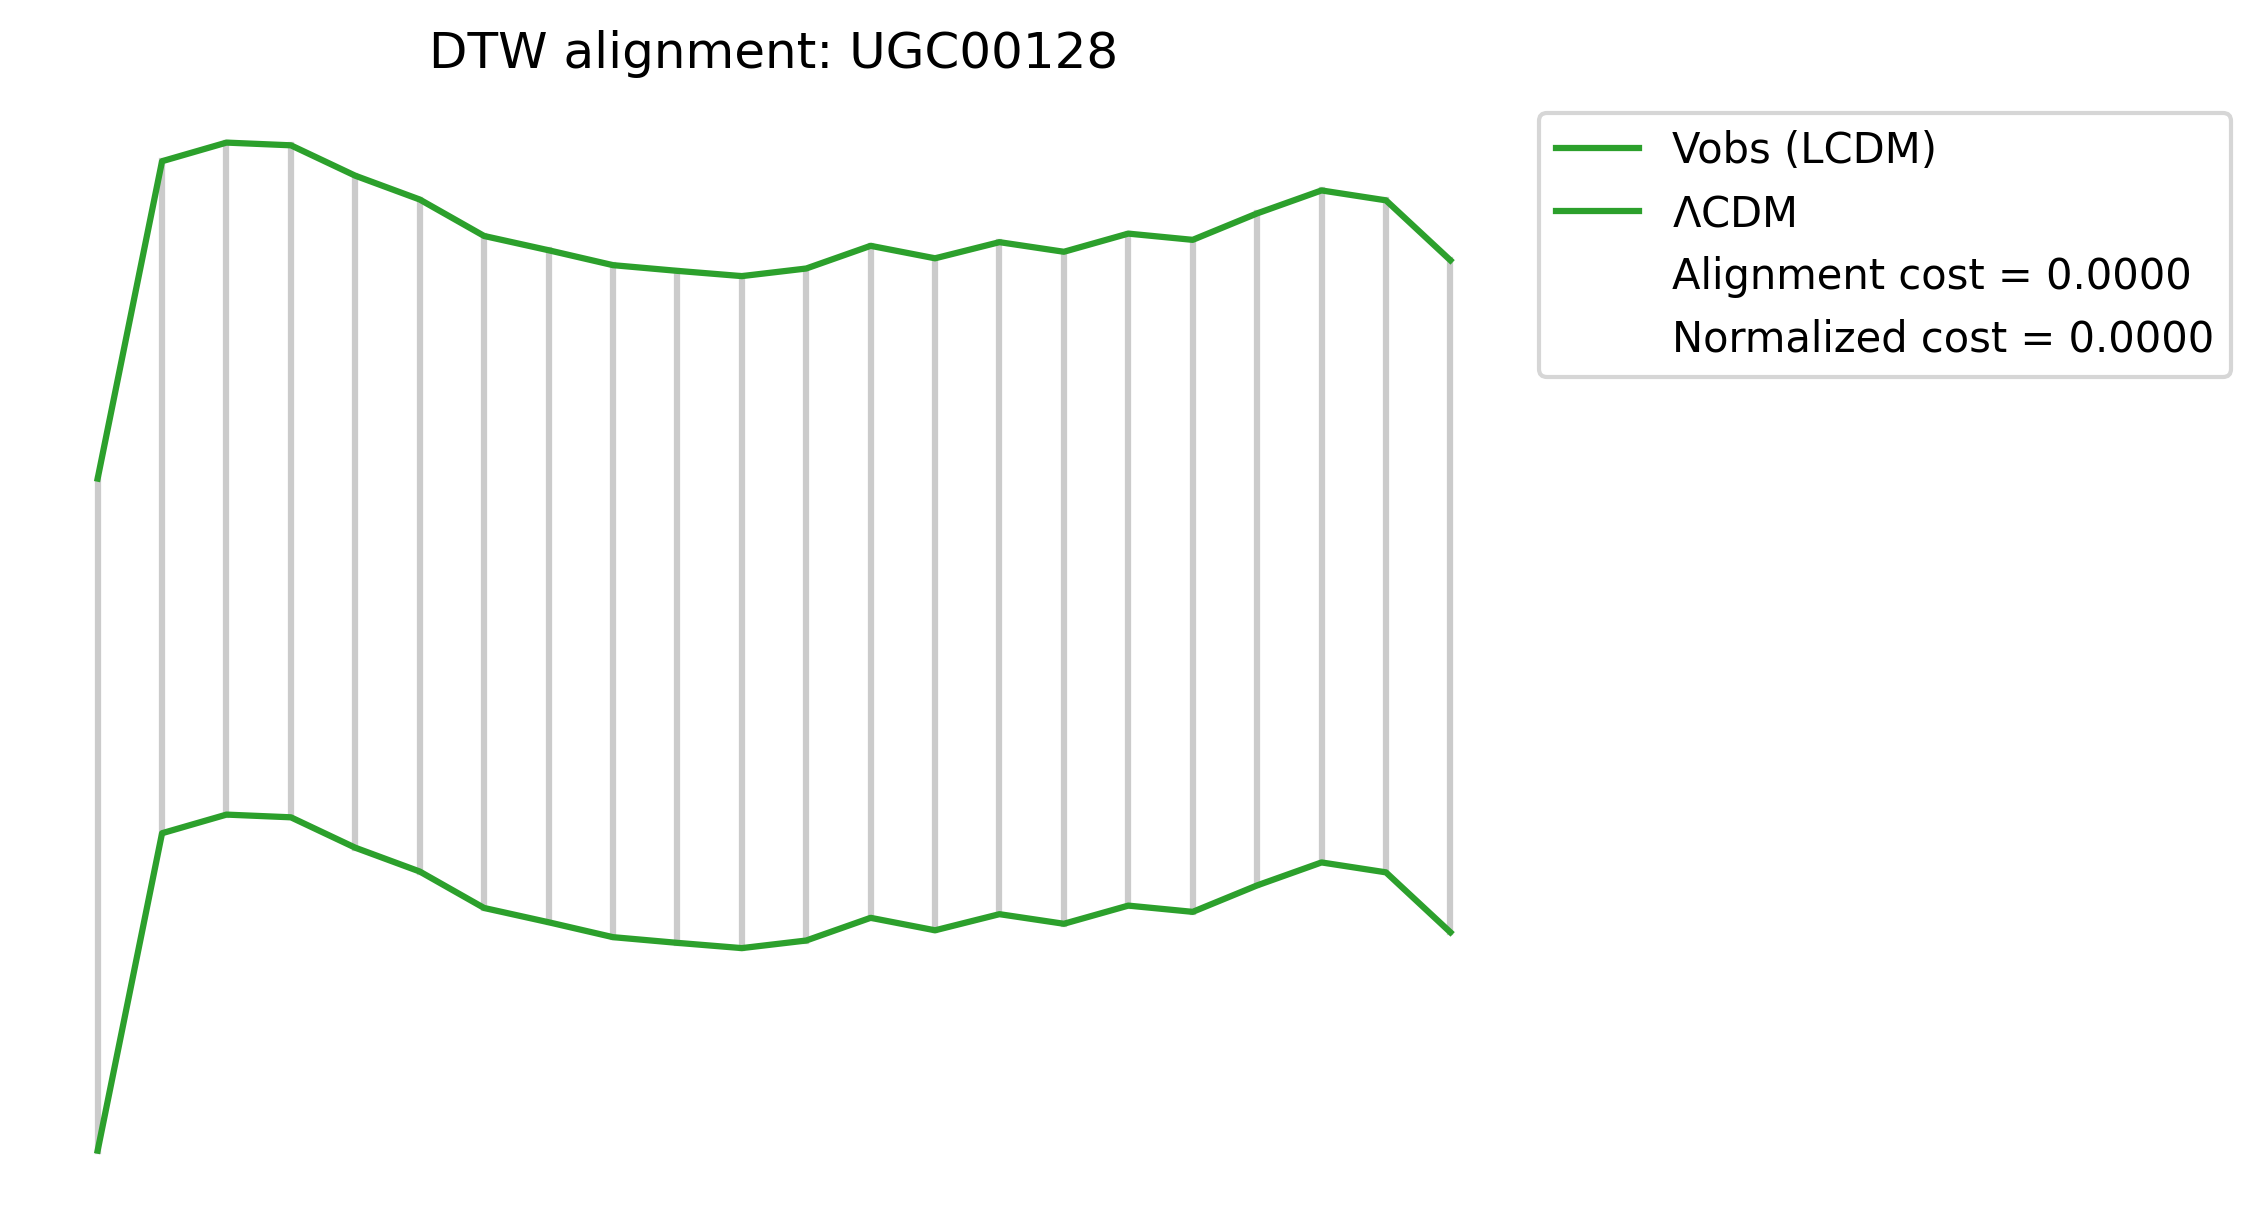 DTW alignment: UGC00128
Vobs (LCDM)
ΛCDM
Alignment cost = 0.0000
Normalized cost = 0.0000